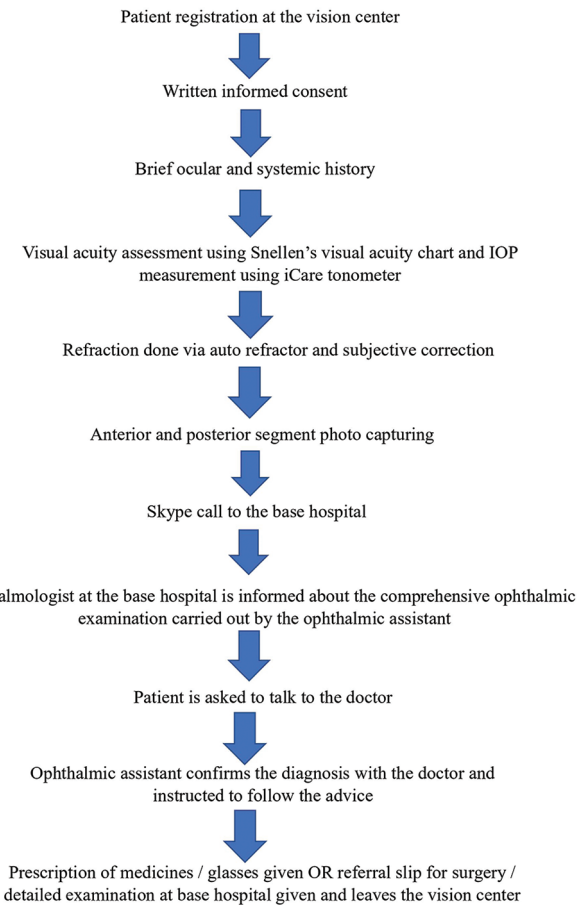 Patient registration at the vision center
Written informed consent
Brief ocular and systemic history
Visual acuity assessment using Snellen's visual acuity chart and IOP
measurement using iCare tonometer
Refraction done via auto refractor and subjective correction
Anterior and posterior segment photo capturing
Skype call to the base hospital
almologist at the base hospital is informed about the comprehensive ophthalmic
examination carried out by the ophthalmic assistant
Patient is asked to talk to the doctor
Ophthalmic assistant confirms the diagnosis with the doctor and
instructed to follow the advice
Prescription of medicines / glasses given OR referral slip for surgery /
detailed examination at base hospital given and leaves the vision center